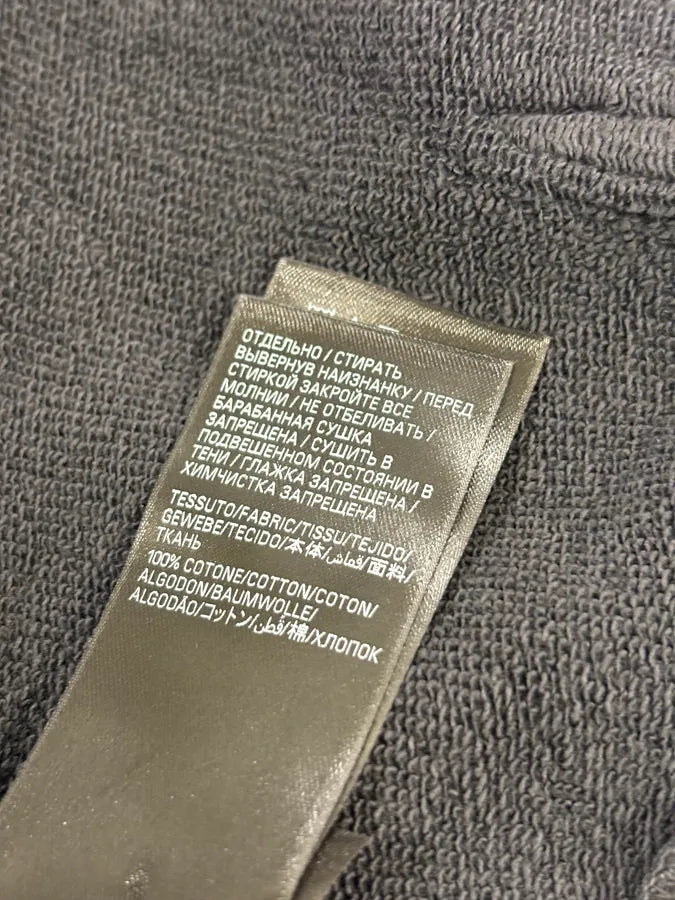 ОТДЕЛЬНО / СТИРАТЬ
ВЫВЕРНУВ НАИЗНАНКУ / ПЕРЕД
СТИРКОЙ ЗАКРОЙТЕ ВСЕ
МОЛНИИ / НЕ ОТБЕЛИВАТЬ /
БАРАБАННАЯ СУШКА
ЗАПРЕЩЕНА / СУШИТЬ В
ПОДВЕШЕННОМ СОСТОЯНИИ В
ТЕНИ / ГЛАЖКА ЗАПРЕЩЕНА /
ХИМЧИСТКА ЗАПРЕЩЕНА
TESSUTO/FABRIC/TISSU/TEJIDO/
GEWEBE/TECIDO/本体/قماش/面料/
ТКАНЬ
100% COTONE/COTTON/COTON/
ALGODON/BAUMWOLLE/
ALGODÃO/コットン/قطن/棉/ХЛОПОК